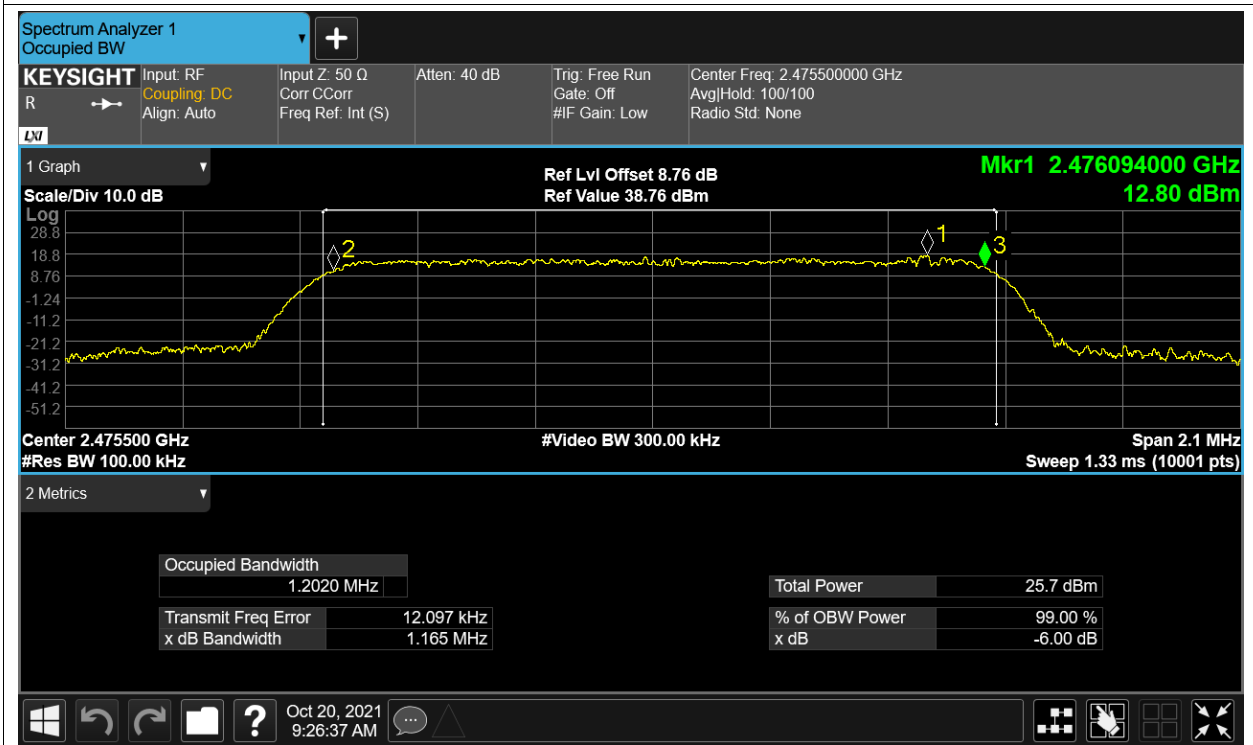 Spectrum Analyzer 1
Occupied BW
KEYSIGHT
R
LXI
Input: RF
Coupling: DC
Align: Auto
Input Z: 50 Ω
Corr CCorr
Freq Ref: Int (S)
Atten: 40 dB
Trig: Free Run
Gate: Off
#IF Gain: Low
Center Freq: 2.475500000 GHz
Avg|Hold: 100/100
Radio Std: None
1 Graph
Scale/Div 10.0 dB
Ref Lvl Offset 8.76 dB
Ref Value 38.76 dBm
Mkr1 2.476094000 GHz
12.80 dBm
Log
28.8
18.8
8.76
-1.24
-11.2
-21.2
-31.2
-41.2
-51.2
2
1
3
Center 2.475500 GHz
#Video BW 300.00 kHz
Span 2.1 MHz
#Res BW 100.00 kHz
Sweep 1.33 ms (10001 pts)
2 Metrics
Occupied Bandwidth
1.2020 MHz
Transmit Freq Error 12.097 kHz
x dB Bandwidth 1.165 MHz
Total Power 25.7 dBm
% of OBW Power 99.00 %
x dB -6.00 dB
?
Oct 20, 2021
9:26:37 AM